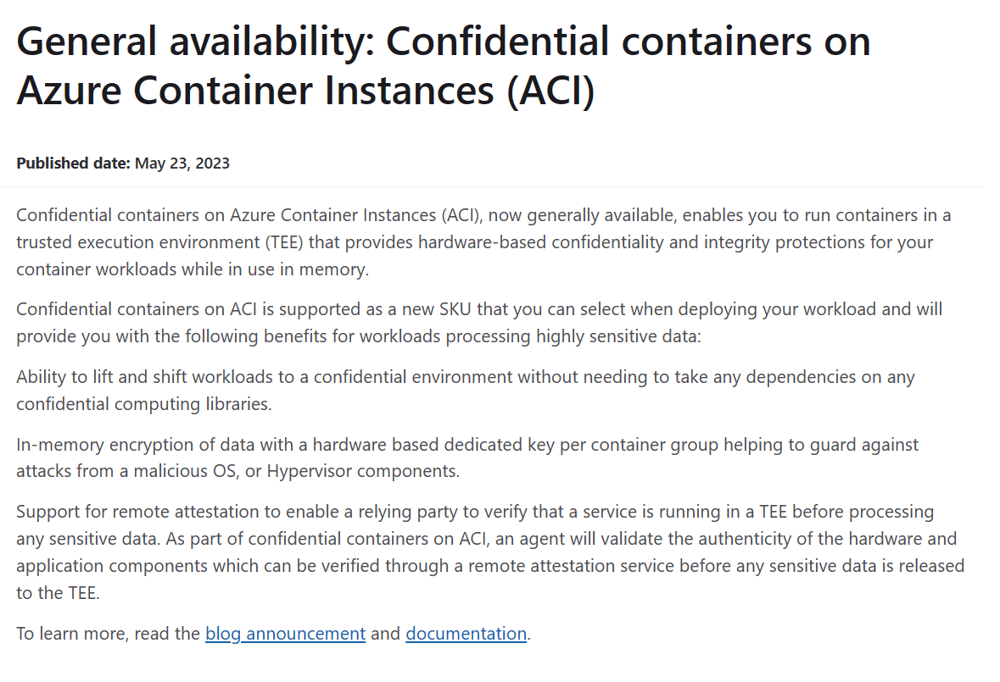 General availability: Confidential containers on
Azure Container Instances (ACI)
Published date: May 23, 2023
Confidential containers on Azure Container Instances (ACI), now generally available, enables you to run containers in a
trusted execution environment (TEE) that provides hardware-based confidentiality and integrity protections for your
container workloads while in use in memory.
Confidential containers on ACI is supported as a new SKU that you can select when deploying your workload and will
provide you with the following benefits for workloads processing highly sensitive data:
Ability to lift and shift workloads to a confidential environment without needing to take any dependencies on any
confidential computing libraries.
In-memory encryption of data with a hardware based dedicated key per container group helping to guard against
attacks from a malicious OS, or Hypervisor components.
Support for remote attestation to enable a relying party to verify that a service is running in a TEE before processing
any sensitive data. As part of confidential containers on ACI, an agent will validate the authenticity of the hardware and
application components which can be verified through a remote attestation service before any sensitive data is released
to the TEE.
To learn more, read the blog announcement and documentation.